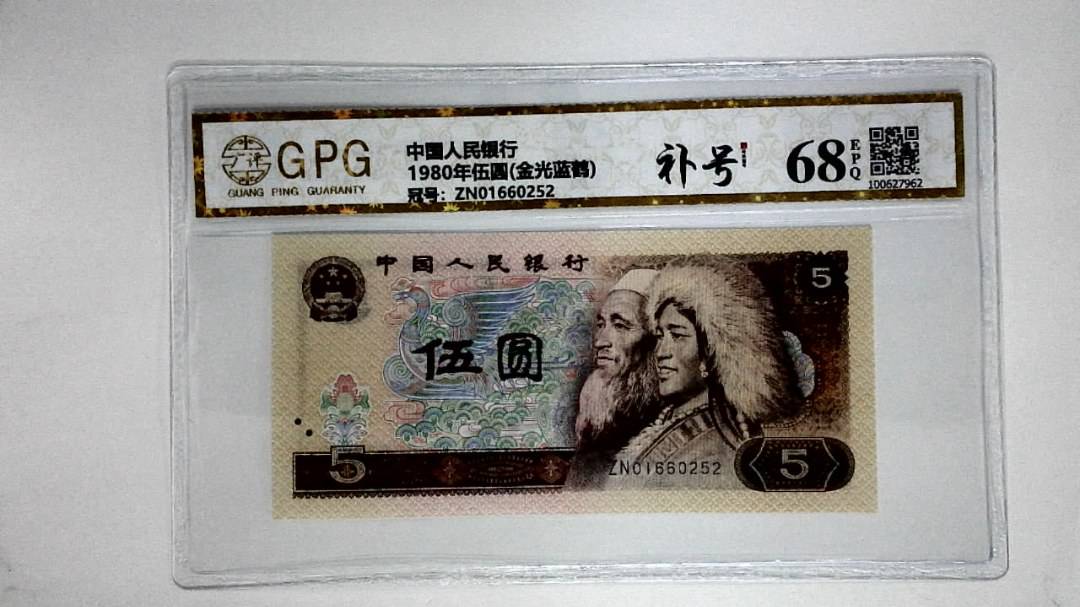 广评
GPG
GUANG PING GUARANTY
中国人民银行
1980年伍圆(金光蓝鹤)
冠号: ZN01660252
补号
68
EPQ
100627962
中国人民银行
5
伍圆
5
ZN01660252
5